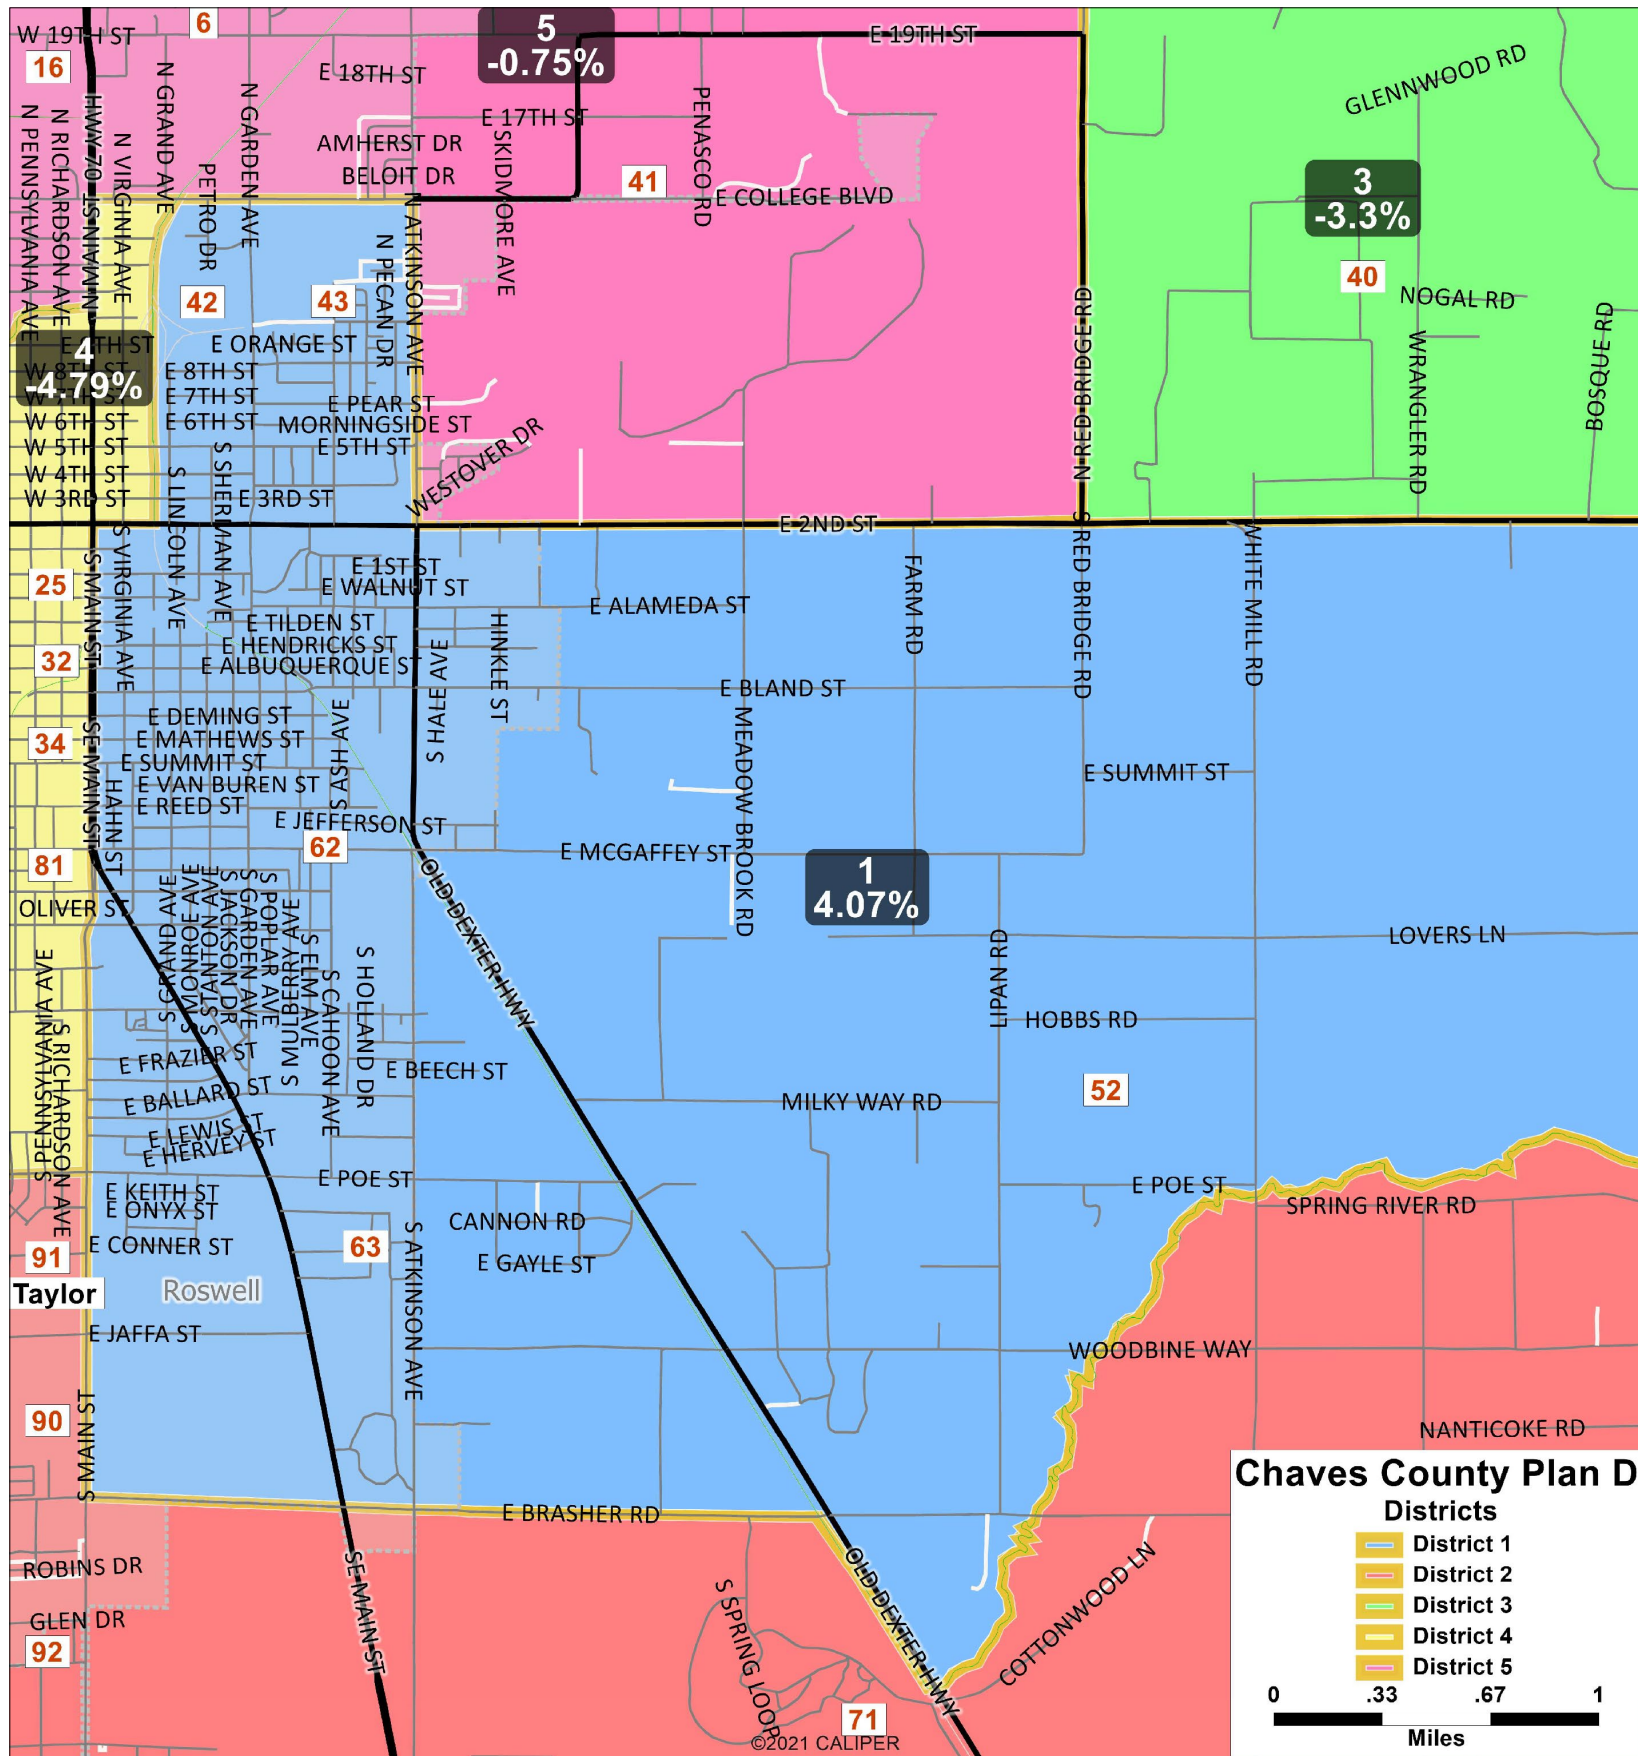 W 19TH ST
6
5
-0.75%
E 19TH ST
16
E 18TH ST
GLENNWOOD RD
N PENNSYLVANIA AVE
N RICHARDSON AVE
HWY 70
N MAIN ST
N VIRGINIA AVE
N GRAND AVE
PETRO DR
N GARDEN AVE
E 17TH ST
AMHERST DR
BELOIT DR
SKIDMORE AVE
PENASCO RD
41
E COLLEGE BLVD
3
-3.3%
40
NOGAL RD
42
43
N PECAN DR
N ATKINSON AVE
N RED BRIDGE RD
WRANGLER RD
BOSQUE RD
4
-4.79%
E ORANGE ST
W 8TH ST
E 8TH ST
W 7TH ST
E 7TH ST
E PEAR ST
W 6TH ST
E 6TH ST
MORNINGSIDE ST
W 5TH ST
E 5TH ST
WESTOVER DR
W 4TH ST
W 3RD ST
E 3RD ST
S LINCOLN AVE
S SHERMAN AVE
E 2ND ST
25
S MAIN ST
S VIRGINIA AVE
E 1ST ST
E WALNUT ST
E ALAMEDA ST
FARM RD
S RED BRIDGE RD
WHITE MILL RD
E TILDEN ST
E HENDRICKS ST
E ALBUQUERQUE ST
32
S HALE AVE
HINKLE ST
E BLAND ST
34
SE MAIN ST
E DEMING ST
E MATHEWS ST
E SUMMIT ST
E VAN BUREN ST
E REED ST
HAHN ST
S ASH AVE
E JEFFERSON ST
MEADOW BROOK RD
E SUMMIT ST
62
E MCGAFFEY ST
1
4.07%
81
OLIVER ST
OLD DEXTER HWY
S GRAND AVE
S MONROE AVE
S STANTON AVE
S JACKSON DR
S GARDEN AVE
S POPLAR AVE
S MULBERRY AVE
S ELM AVE
S CAHOON AVE
S HOLLAND DR
LIPAN RD
LOVERS LN
HOBBS RD
S PENNSYLVANIA AVE
S RICHARDSON AVE
E FRAZIER ST
E BEECH ST
E BALLARD ST
E LEWIS ST
E HERVEY ST
MILKY WAY RD
52
E POE ST
E POE ST
SPRING RIVER RD
E KEITH ST
E ONYX ST
CANNON RD
E CONNER ST
63
S ATKINSON AVE
E GAYLE ST
91
Taylor
Roswell
E JAFFA ST
WOODBINE WAY
90
S MAIN ST
NANTICOKE RD
E BRASHER RD
ROBINS DR
GLEN DR
92
SE MAIN ST
S SPRING LOOP
OLD DEXTER HWY
COTTONWOOD LN
71
©2021 CALIPER
Chaves County Plan D
Districts
District 1
District 2
District 3
District 4
District 5
0 .33 .67 1
Miles